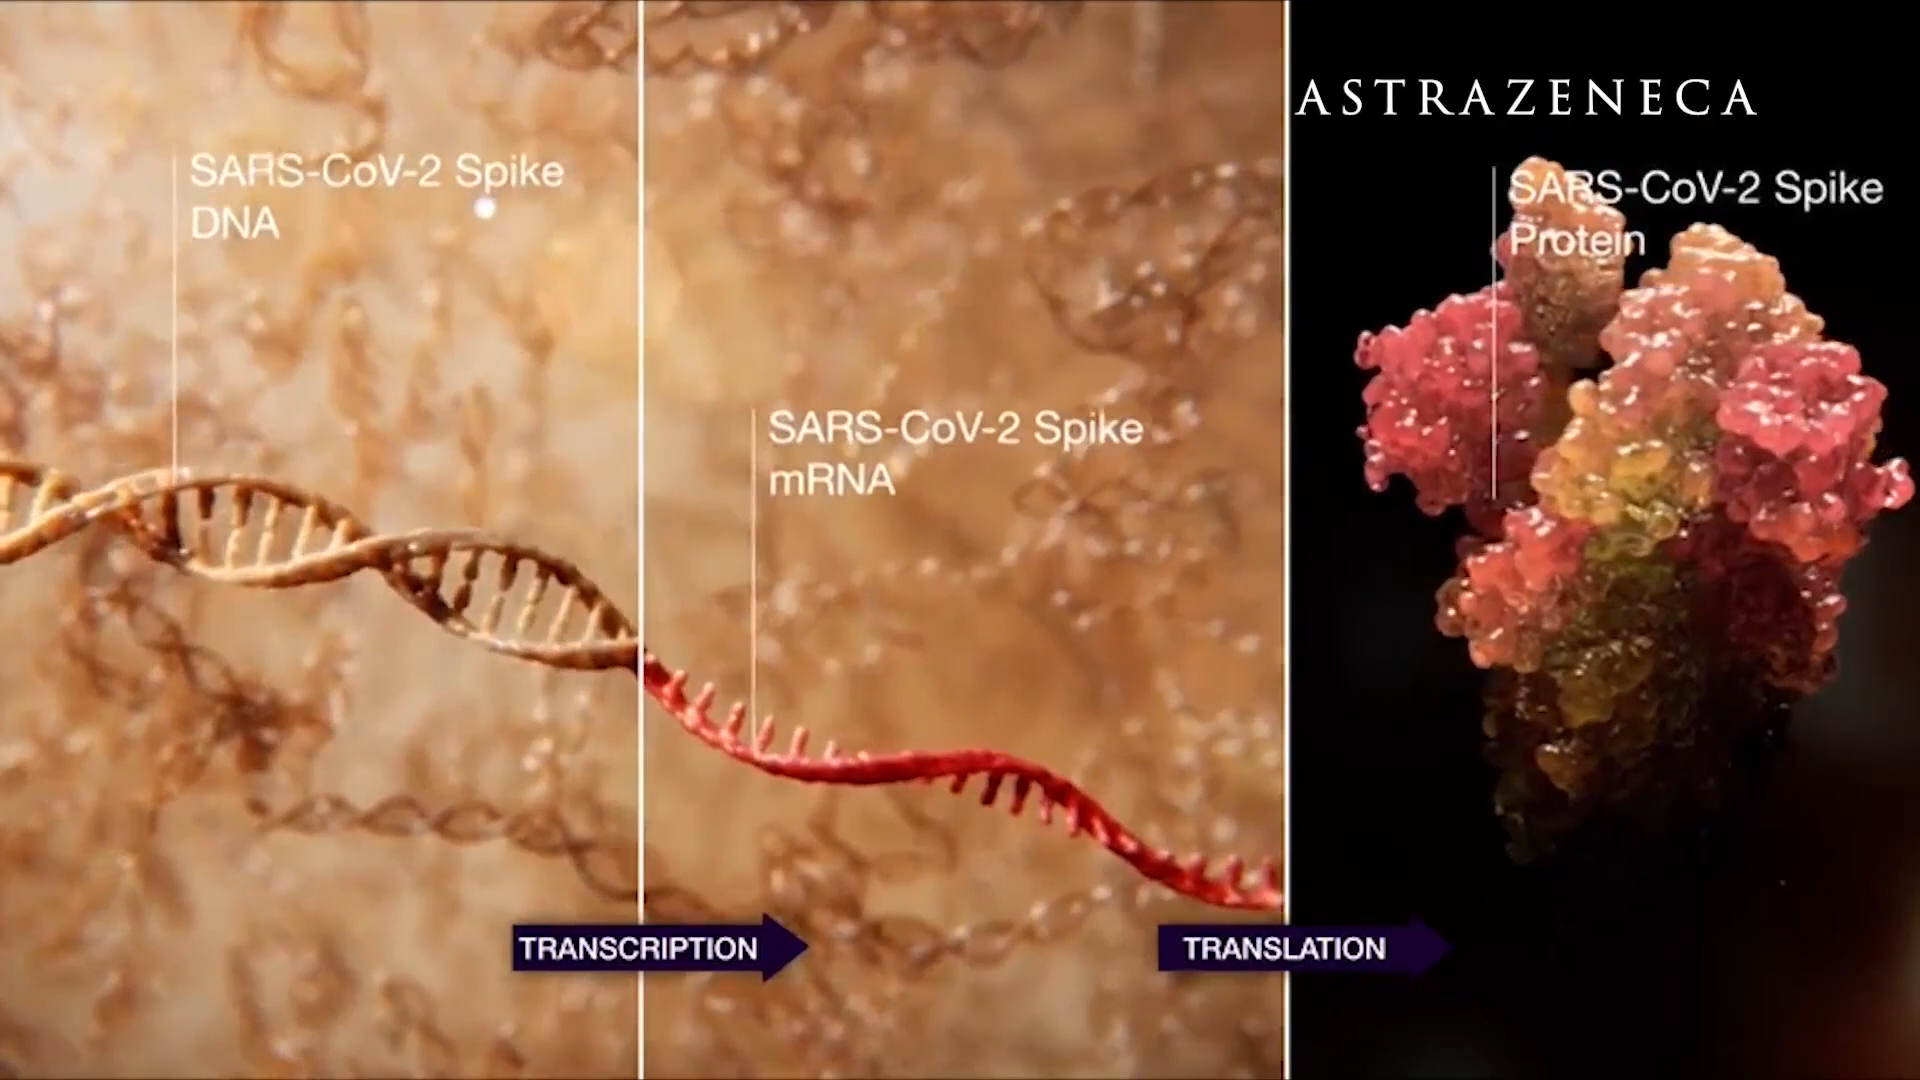 ASTRAZENECA
SARS-CoV-2 Spike
DNA
SARS-CoV-2 Spike
mRNA
SARS-CoV-2 Spike
Protein
TRANSCRIPTION
TRANSLATION